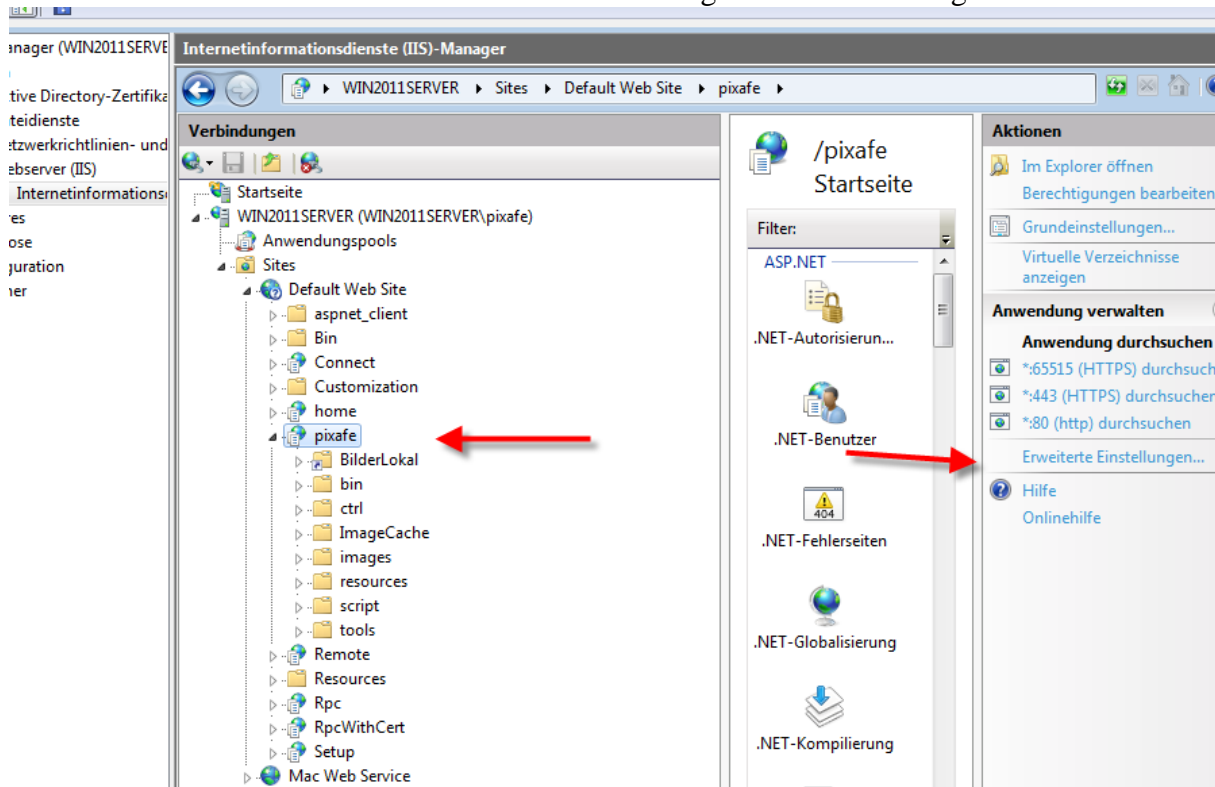 Internetinformationsdienste (IIS)-Manager
WIN2011SERVER Sites Default Web Site pixafe
anager (WIN2011SERVE
tive Directory-Zertifika
teidienste
etzwerkrichtlinien- und
ebserver (IIS)
Internetinformations
res
ose
guration
ner
Verbindungen
Startseite
WIN2011SERVER (WIN2011SERVER\pixafe)
Anwendungspools
Sites
Default Web Site
aspnet_client
Bin
Connect
Customization
home
pixafe
BilderLokal
bin
ctrl
ImageCache
images
resources
script
tools
Remote
Resources
Rpc
RpcWithCert
Setup
Mac Web Service
/pixafe
Startseite
Filter:
ASP.NET
.NET-Autorisierun...
.NET-Benutzer
404
.NET-Fehlerseiten
.NET-Globalisierung
.NET-Kompilierung
Aktionen
Im Explorer öffnen
Berechtigungen bearbeiten
Grundeinstellungen...
Virtuelle Verzeichnisse
anzeigen
Anwendung verwalten
Anwendung durchsuchen
*:65515 (HTTPS) durchsuch
*:443 (HTTPS) durchsuchen
*:80 (http) durchsuchen
Erweiterte Einstellungen...
Hilfe
Onlinehilfe